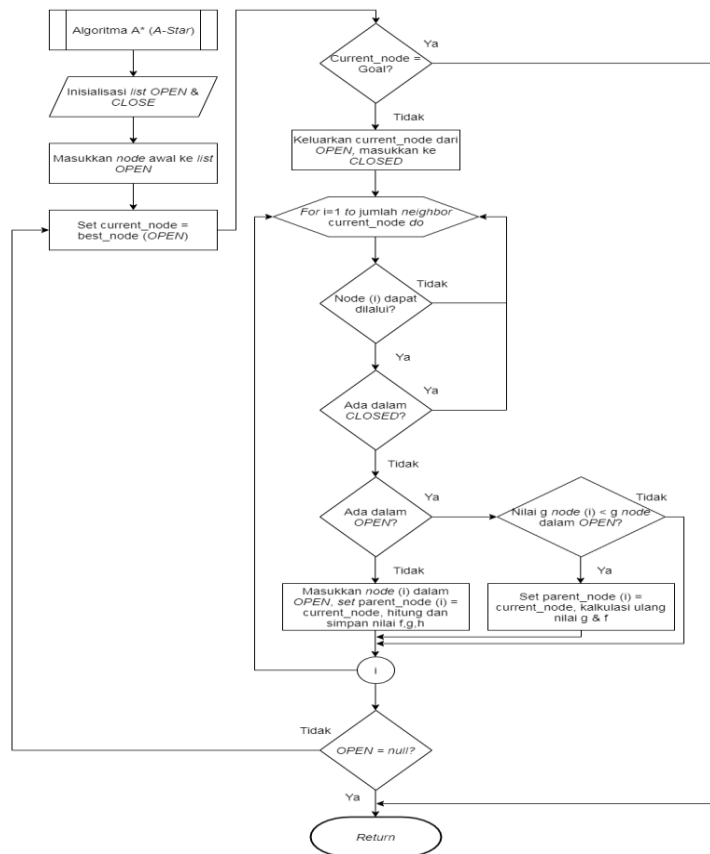 Algoritma A* (A-Star)
Inisialisasi list OPEN &
CLOSE
Masukkan node awal ke list
OPEN
Set current_node =
best_node (OPEN)
Current_node =
Goal?
Ya
Tidak
Keluarkan current_node dari
OPEN, masukkan ke
CLOSED
For i=1 to jumlah neighbor
current_node do
Node (i) dapat
dilalui?
Tidak
Ya
Ada dalam
CLOSED?
Ya
Tidak
Ada dalam
OPEN?
Ya
Tidak
Nilai g node (i) < g node
dalam OPEN?
Tidak
Ya
Masukkan node (i) dalam
OPEN, set parent_node (i) =
current_node, hitung dan
simpan nilai f,g,h
Set parent_node (i) =
current_node, kalkulasi ulang
nilai g & f
i
OPEN = null?
Tidak
Ya
Return